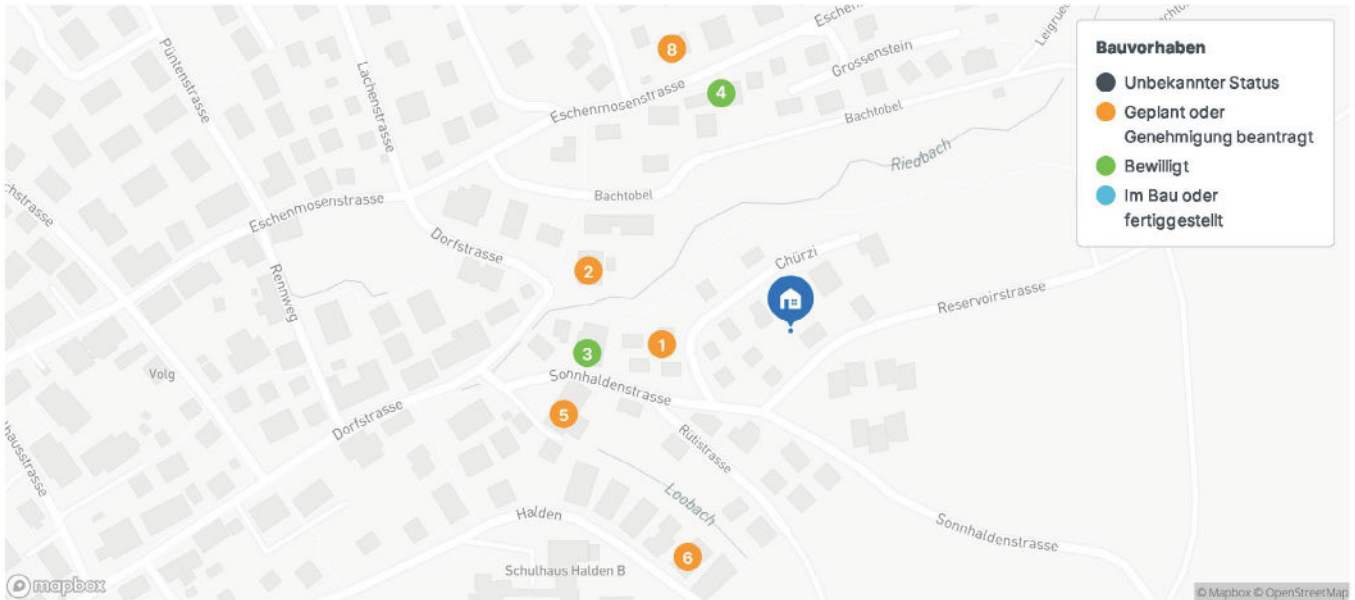 Püntenstrasse
Lachenstrasse
8
Eschenmosenstrasse
4
Grossenstein
Bachtobel
Riedbach
Bauvorhaben
Unbekannter Status
Geplant oder
Genehmigung beantragt
Bewilligt
Im Bau oder
fertiggestellt
Eschenmosenstrasse
Bachtobel
Dorfstrasse
2
Chürzi
Reservoirstrasse
Rennweg
1
3
Volg
Sonnhaldenstrasse
Dorfstrasse
5
Rütistrasse
Loobach
Halden
Sonnhaldenstrasse
6
Schulhaus Halden B
mapbox
© Mapbox © OpenStreetMap